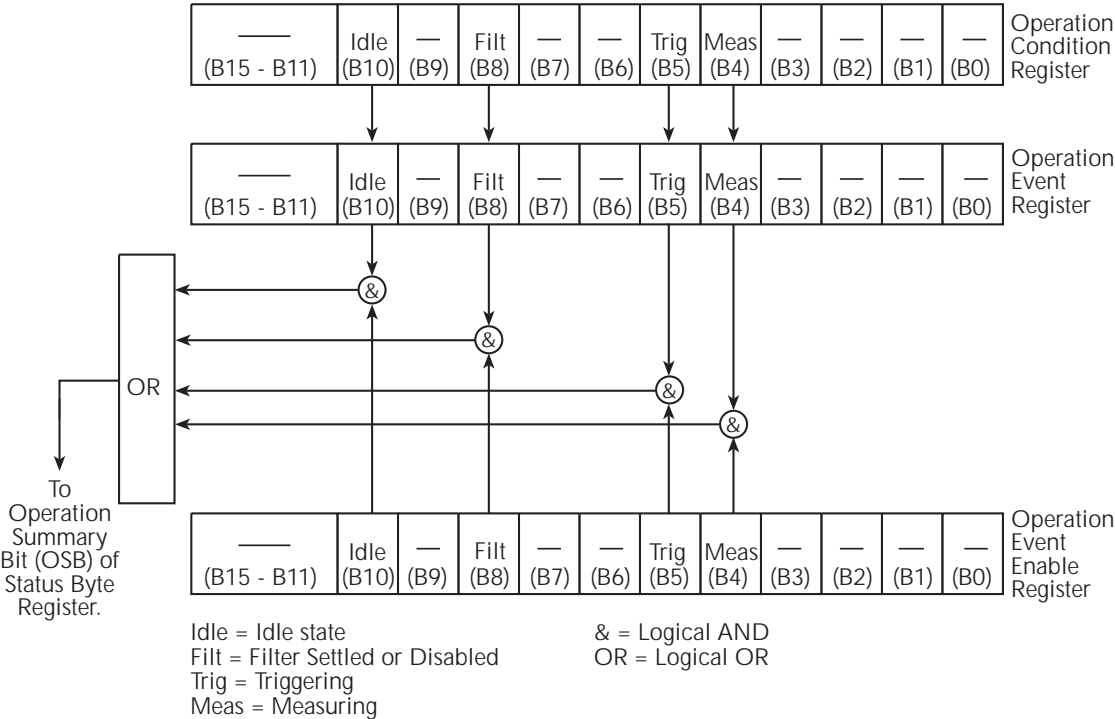 Idle Filt Trig Meas
(B15 - B11) (B10) (B9) (B8) (B7) (B6) (B5) (B4) (B3) (B2) (B1) (B0)
Operation
Condition
Register
Idle Filt Trig Meas
(B15 - B11) (B10) (B9) (B8) (B7) (B6) (B5) (B4) (B3) (B2) (B1) (B0)
Operation
Event
Register
&
&
&
&
OR
To
Operation
Summary
Bit (OSB) of
Status Byte
Register.
Idle Filt Trig Meas
(B15 - B11) (B10) (B9) (B8) (B7) (B6) (B5) (B4) (B3) (B2) (B1) (B0)
Operation
Event
Enable
Register
Idle = Idle state
Filt = Filter Settled or Disabled
Trig = Triggering
Meas = Measuring
& = Logical AND
OR = Logical OR